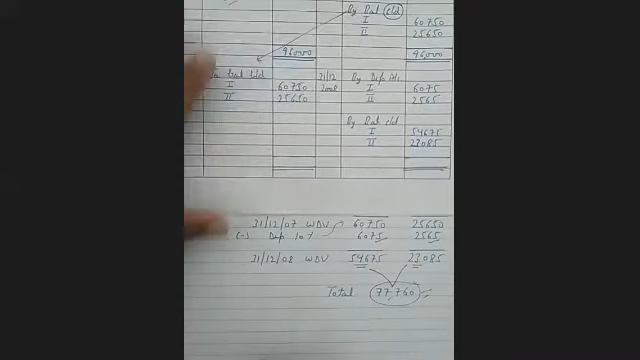 By Bal c/d
I 60750
II 25650
96000 96000
To Bal b/d 31/12 By Dep A/c
I 60750 2008 I 6075
II 25650 II 2565
By Bal c/d
I 54675
II 23085
31/12/07 WDV 60750 25650
(-) Dep 10% 6075 2565
31/12/08 WDV 54675 23085
Total 77760